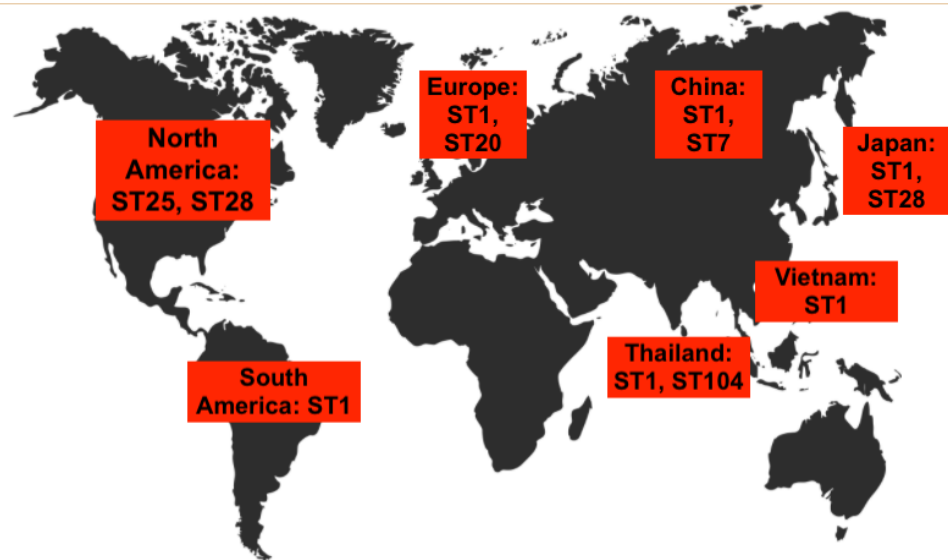 North
America:
ST25, ST28
Europe:
ST1,
ST20
China:
ST1,
ST7
Japan:
ST1,
ST28
Vietnam:
ST1
Thailand:
ST1, ST104
South
America: ST1